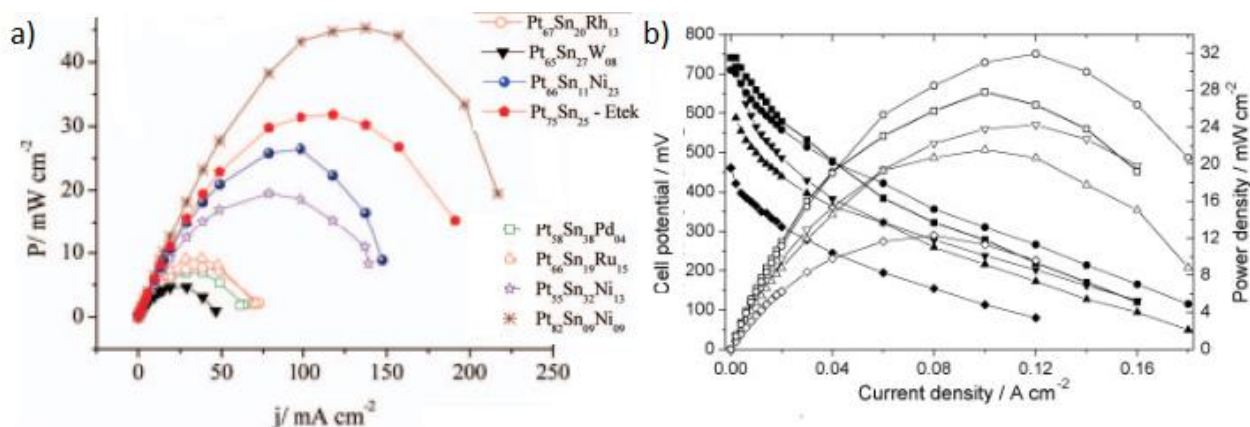 a)
P/ mW cm⁻²
40
30
20
10
0
Pt₆₇Sn₂₀Rh₁₃
Pt₆₅Sn₂₇W₀₈
Pt₆₆Sn₁₁Ni₂₃
Pt₇₅Sn₂₅ - Etek
Pt₅₈Sn₃₈Pd₀₄
Pt₆₆Sn₁₉Ru₁₅
Pt₅₅Sn₃₂Ni₁₃
Pt₈₂Sn₀₉Ni₀₉
0 50 100 150 200 250
j/ mA cm⁻²
b)
Cell potential / mV
800
700
600
500
400
300
200
100
0
0.00 0.04 0.08 0.12 0.16
Current density / A cm⁻²
32
28
24
20
16
12
8
4
0
Power density / mW cm⁻²